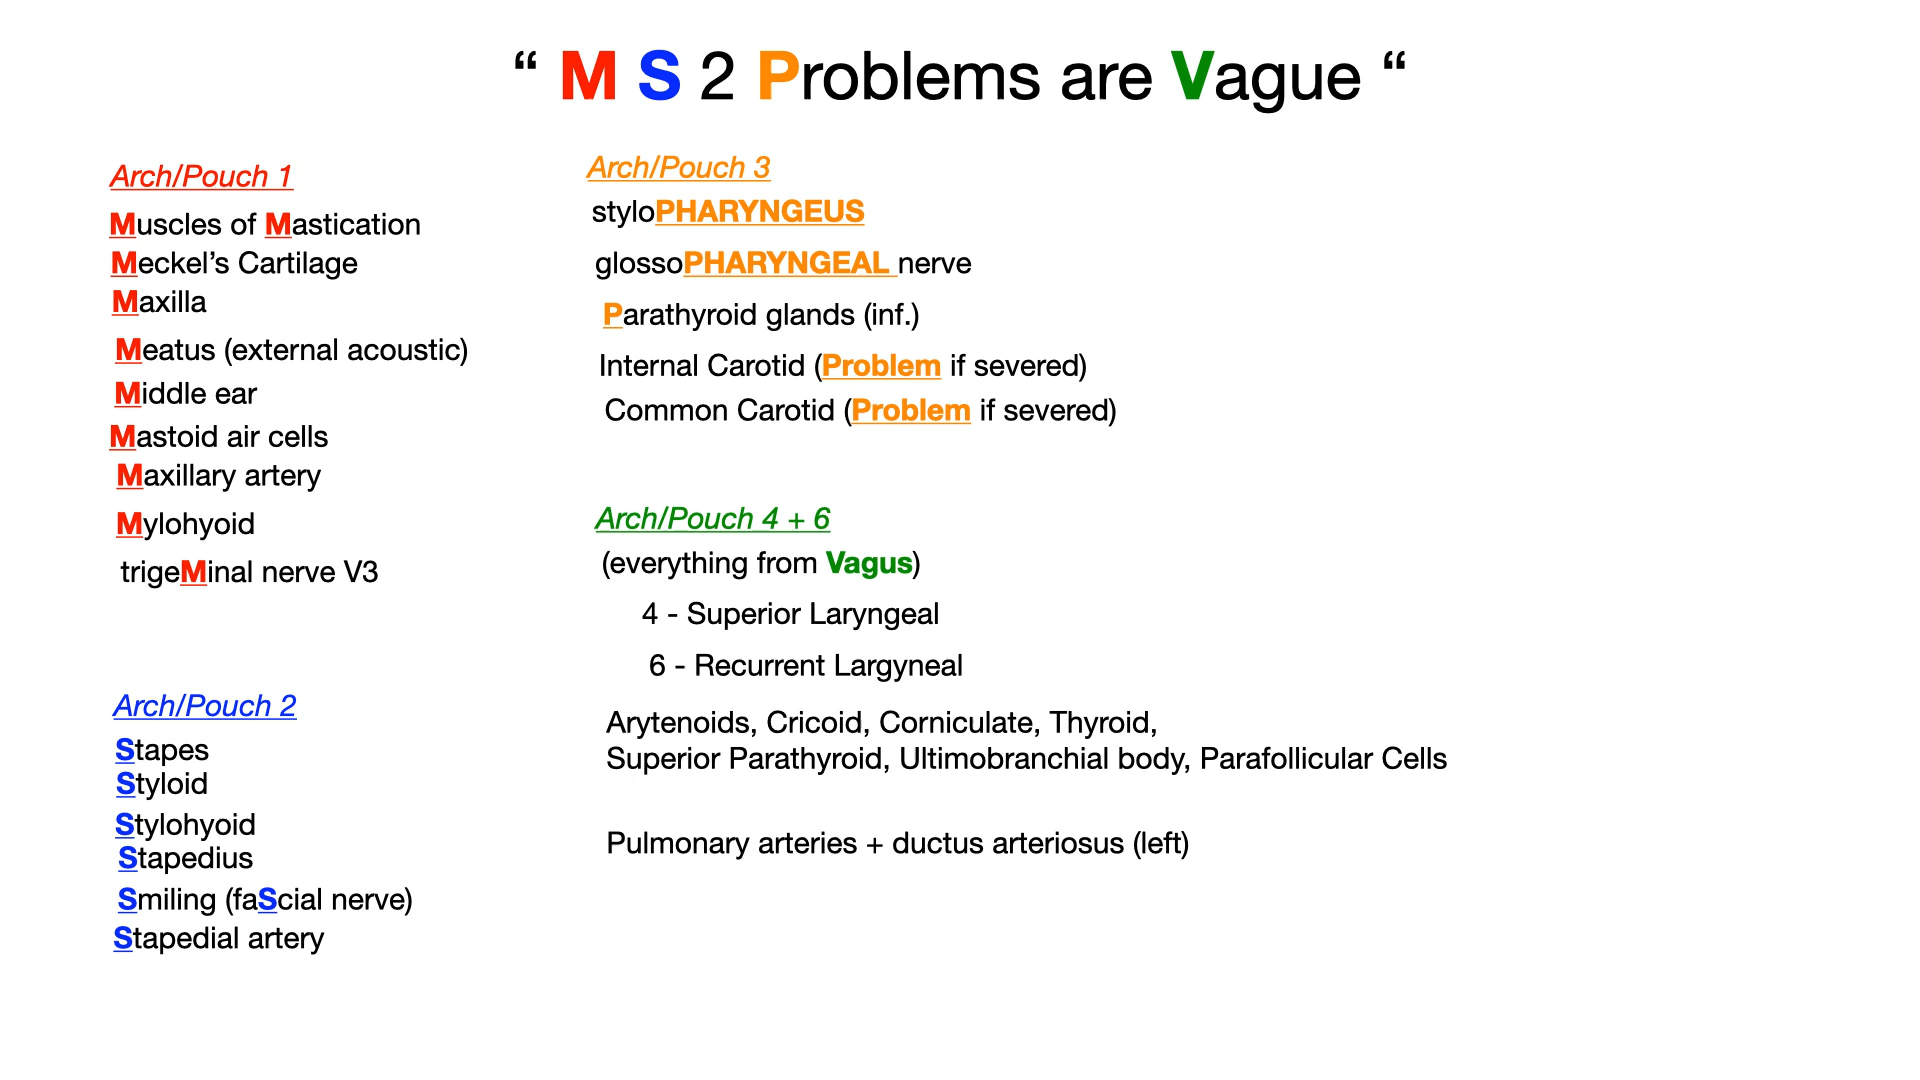 “ M S 2 Problems are Vague “
Arch/Pouch 1
Muscles of Mastication
Meckel’s Cartilage
Maxilla
Meatus (external acoustic)
Middle ear
Mastoid air cells
Maxillary artery
Mylohyoid
trigeMinal nerve V3
Arch/Pouch 2
Stapes
Styloid
Stylohyoid
Stapedius
Smiling (faScial nerve)
Stapedial artery
Arch/Pouch 3
styloPHARYNGEUS
glossoPHARYNGEAL nerve
Parathyroid glands (inf.)
Internal Carotid (Problem if severed)
Common Carotid (Problem if severed)
Arch/Pouch 4 + 6
(everything from Vagus)
4 - Superior Laryngeal
6 - Recurrent Largyneal
Arytenoids, Cricoid, Corniculate, Thyroid,
Superior Parathyroid, Ultimobranchial body, Parafollicular Cells
Pulmonary arteries + ductus arteriosus (left)